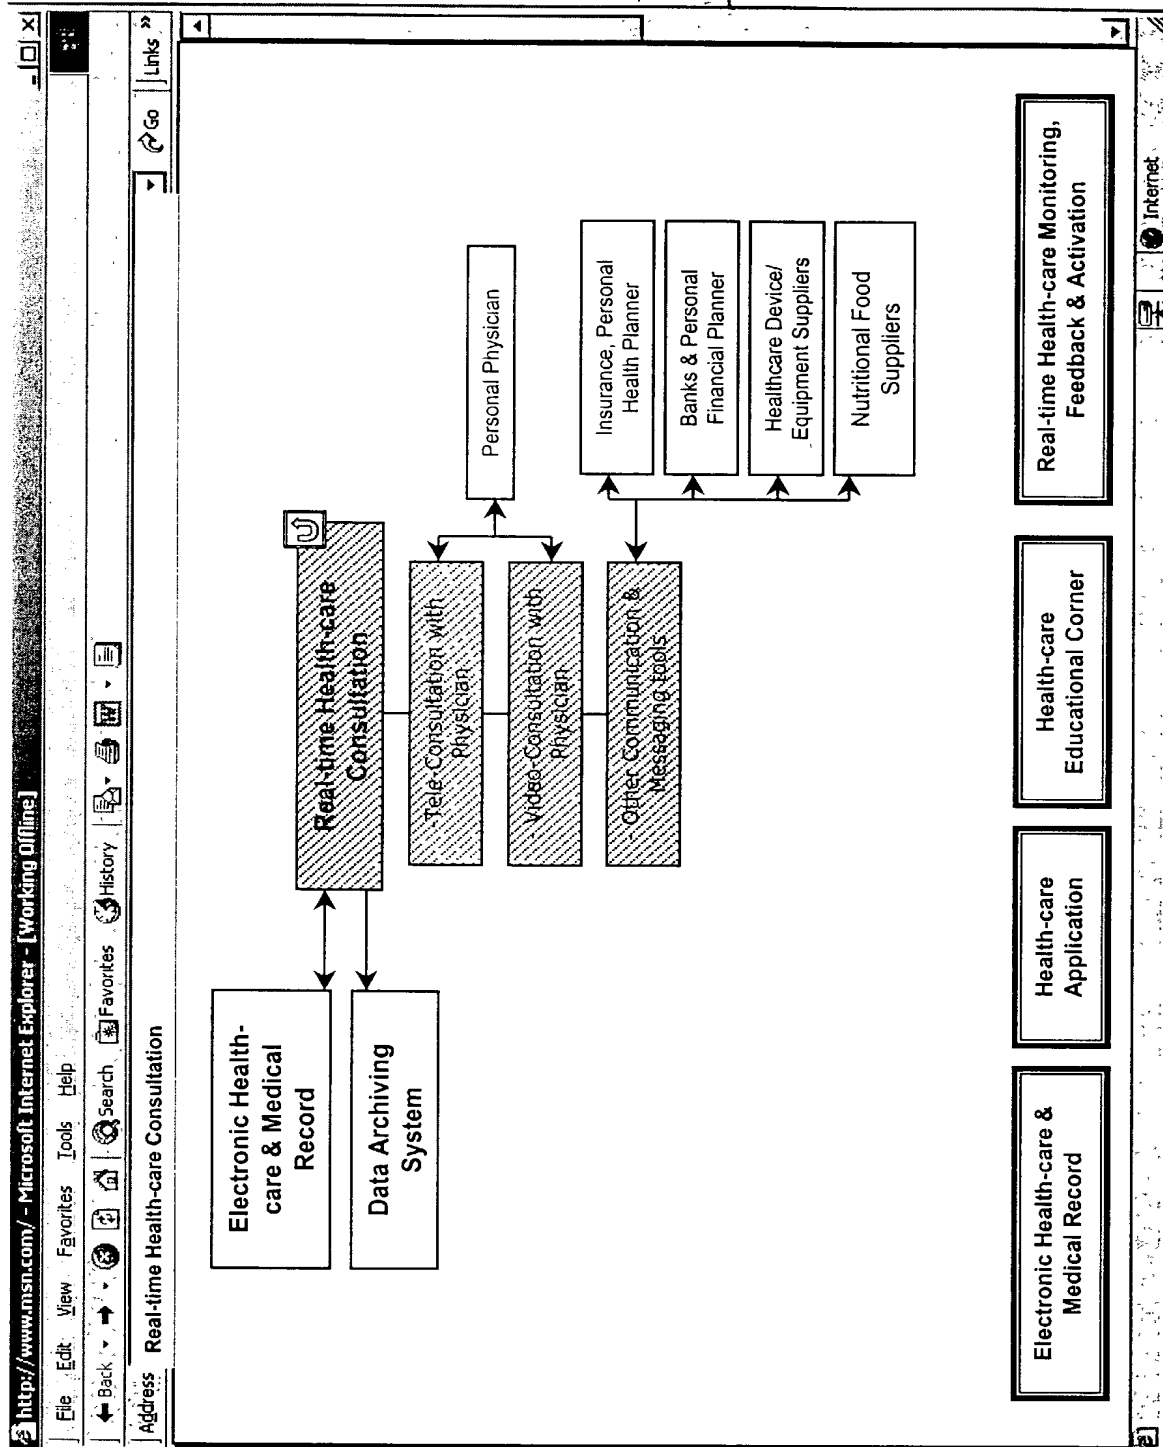 http://www.msn.com/ - Microsoft Internet Explorer - [Working Offline]
File Edit View Favorites Tools Help
Back Search Favorites History
Address Real-time Health-care Consultation Go Links »
Electronic Health-
care & Medical
Record
Data Archiving
System
Real-time Health-care
Consultation
- Tele-Consultation with
Physician
- Video-Consultation with
Physician
- Other Communication &
Messaging tools
Personal Physician
Insurance, Personal
Health Planner
Banks & Personal
Financial Planner
Healthcare Device/
Equipment Suppliers
Nutritional Food
Suppliers
Electronic Health-care &
Medical Record
Health-care
Application
Health-care
Educational Corner
Real-time Health-care Monitoring,
Feedback & Activation
Internet